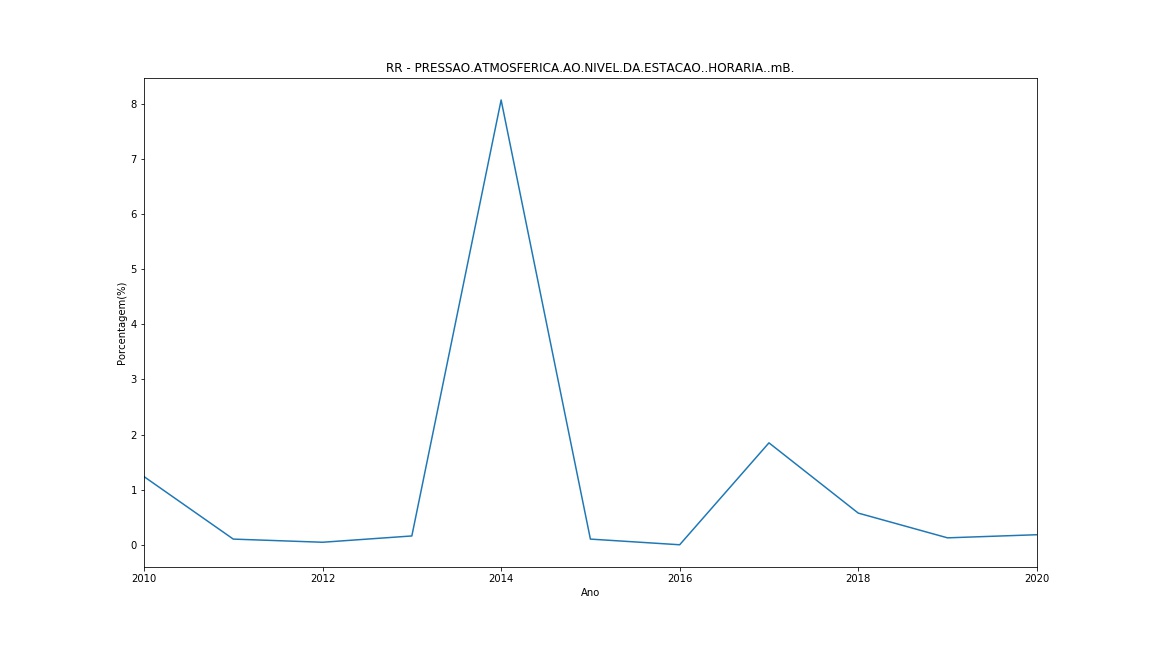 RR - PRESSAO.ATMOSFERICA.AO.NIVEL.DA.ESTACAO..HORARIA..mB.
8
7
6
5
4
3
2
1
0
Porcentagem(%)
2010 2012 2014 2016 2018 2020
Ano